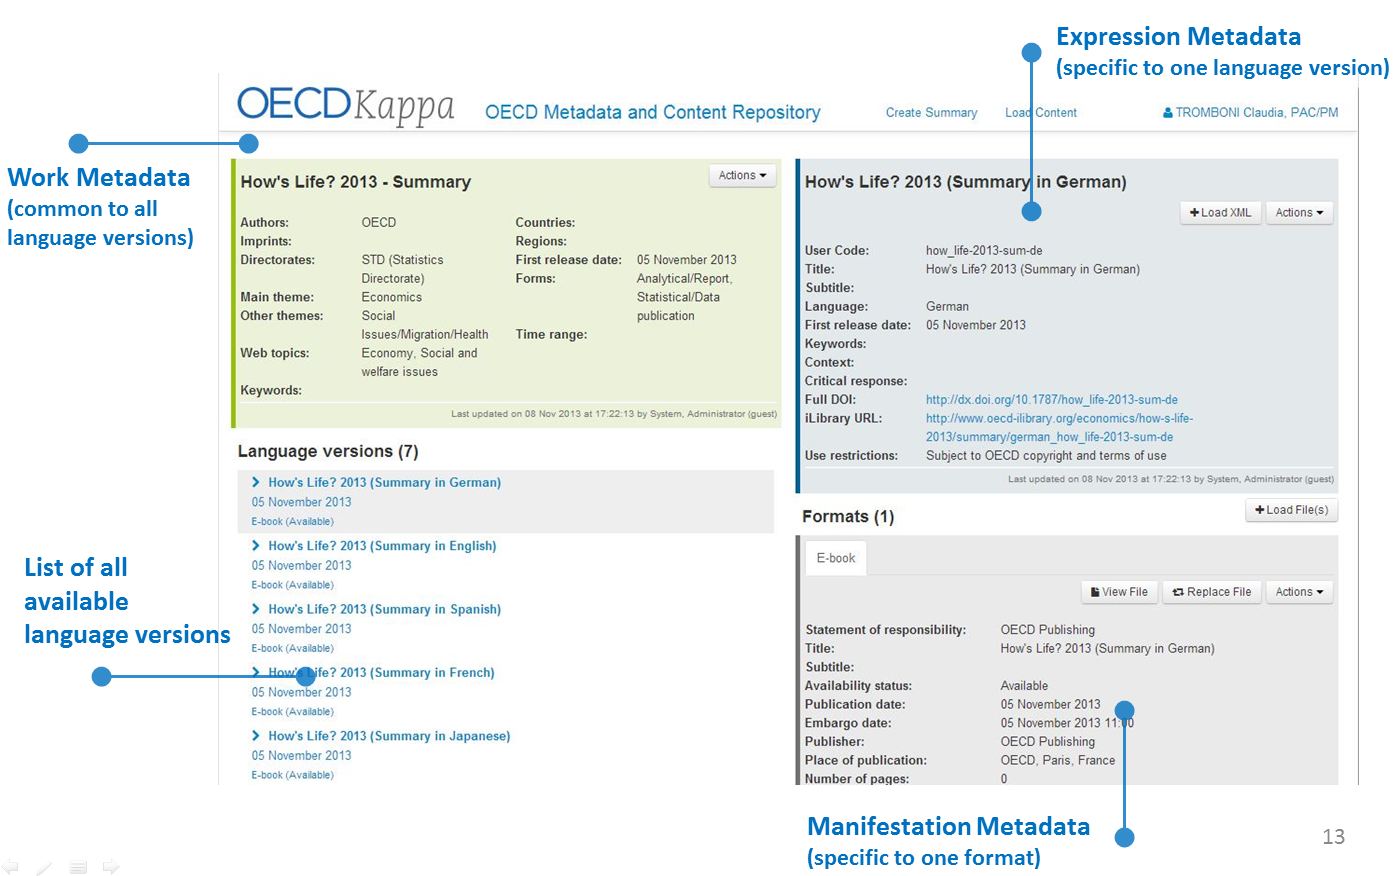 Expression Metadata
(specific to one language version)
OECD Kappa
OECD Metadata and Content Repository
Create Summary
Load Content
TROMBONI Claudia, PAC/PM
Work Metadata
(common to all
language versions)
How's Life? 2013 - Summary
Actions
Authors: OECD
Imprints:
Directorates: STD (Statistics
Directorate)
Main theme: Economics
Other themes: Social
Issues/Migration/Health
Web topics: Economy, Social and
welfare issues
Keywords:
Countries:
Regions:
First release date: 05 November 2013
Forms: Analytical/Report,
Statistical/Data
publication
Time range:
Last updated on 08 Nov 2013 at 17:22:13 by System, Administrator (guest)
Language versions (7)
How's Life? 2013 (Summary in German)
05 November 2013
E-book (Available)
How's Life? 2013 (Summary in English)
05 November 2013
E-book (Available)
How's Life? 2013 (Summary in Spanish)
05 November 2013
E-book (Available)
How's Life? 2013 (Summary in French)
05 November 2013
E-book (Available)
How's Life? 2013 (Summary in Japanese)
05 November 2013
E-book (Available)
List of all
available
language versions
How's Life? 2013 (Summary in German)
Load XML
Actions
User Code: how_life-2013-sum-de
Title: How's Life? 2013 (Summary in German)
Subtitle:
Language: German
First release date: 05 November 2013
Keywords:
Context:
Critical response:
Full DOI: http://dx.doi.org/10.1787/how_life-2013-sum-de
iLibrary URL: http://www.oecd-ilibrary.org/economics/how-s-life-
2013/summary/german_how_life-2013-sum-de
Use restrictions: Subject to OECD copyright and terms of use
Last updated on 08 Nov 2013 at 17:22:13 by System, Administrator (guest)
Formats (1)
Load File(s)
E-book
View File
Replace File
Actions
Statement of responsibility: OECD Publishing
Title: How's Life? 2013 (Summary in German)
Subtitle:
Availability status: Available
Publication date: 05 November 2013
Embargo date: 05 November 2013 11:00
Publisher: OECD Publishing
Place of publication: OECD, Paris, France
Number of pages: 0
Manifestation Metadata
(specific to one format)
13